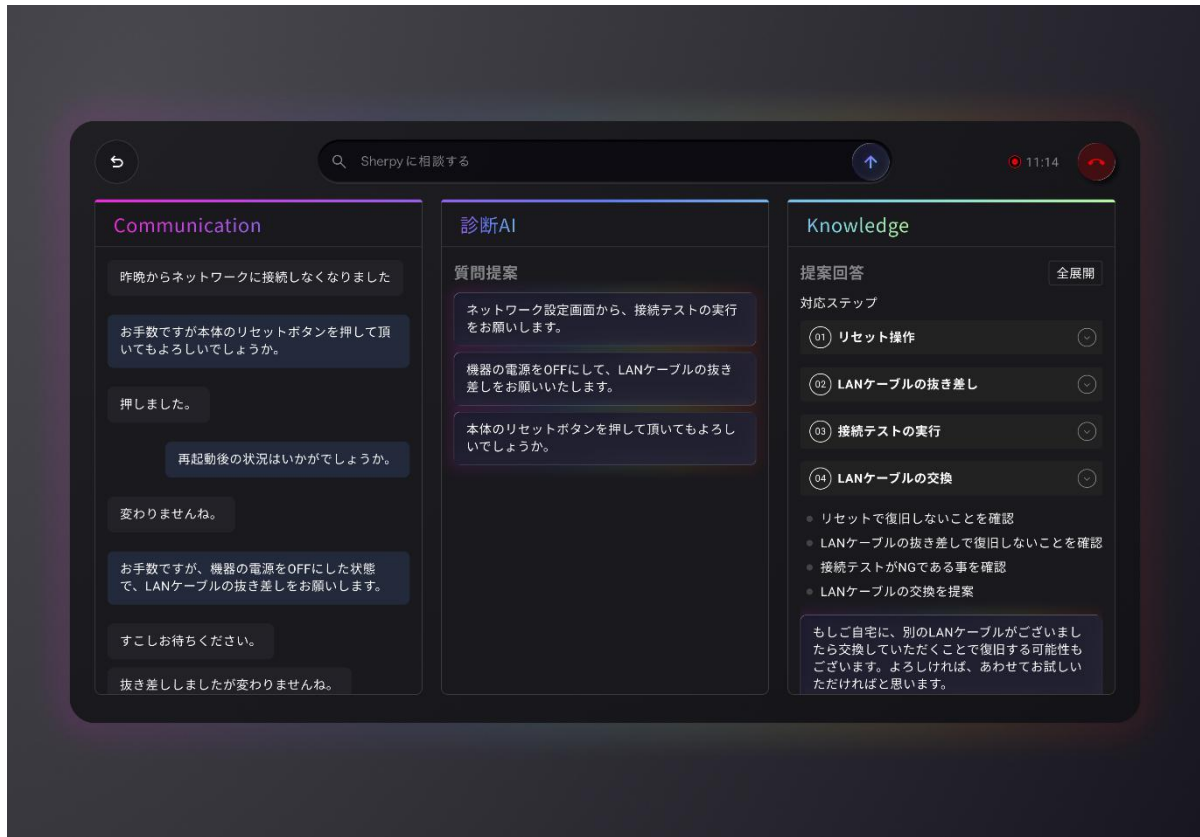 Sherpyに相談する
11:14
Communication
昨晩からネットワークに接続しなくなりました
お手数ですが本体のリセットボタンを押して頂
いてもよろしいでしょうか。
押しました。
再起動後の状況はいかがでしょうか。
変わりませんね。
お手数ですが、機器の電源をOFFにした状態
で、LANケーブルの抜き差しをお願いします。
すこしお待ちください。
抜き差ししましたが変わりませんね。
診断AI
質問提案
ネットワーク設定画面から、接続テストの実行
をお願いします。
機器の電源をOFFにして、LANケーブルの抜き
差しをお願いいたします。
本体のリセットボタンを押して頂いてもよろし
いでしょうか。
Knowledge
提案回答
全展開
対応ステップ
01 リセット操作
02 LANケーブルの抜き差し
03 接続テストの実行
04 LANケーブルの交換
リセットで復旧しないことを確認
LANケーブルの抜き差しで復旧しないことを確認
接続テストがNGである事を確認
LANケーブルの交換を提案
もしご自宅に、別のLANケーブルがございまし
たら交換していただくことで復旧する可能性も
ございます。よろしければ、あわせてお試しい
ただければと思います。